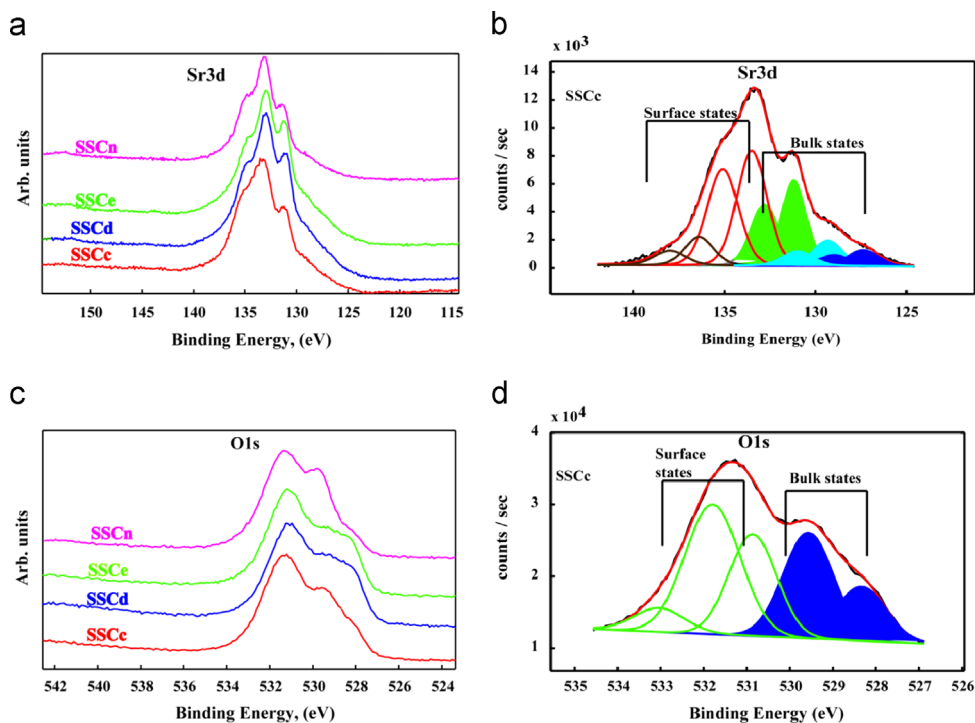 a
Sr3d
SSCn
SSCe
SSCd
SSCc
Arb. units
150 145 140 135 130 125 120 115
Binding Energy, (eV)
b
x 10³
Sr3d
SSCc
Surface states
Bulk states
counts / sec
14
12
10
8
6
4
2
0
140 135 130 125
Binding Energy (eV)
c
O1s
SSCn
SSCe
SSCd
SSCc
Arb. units
542 540 538 536 534 532 530 528 526 524
Binding Energy, (eV)
d
x 10⁴
O1s
SSCc
Surface
states
Bulk states
counts / sec
4
3
2
1
535 534 533 532 531 530 529 528 527 526
Binding Energy (eV)